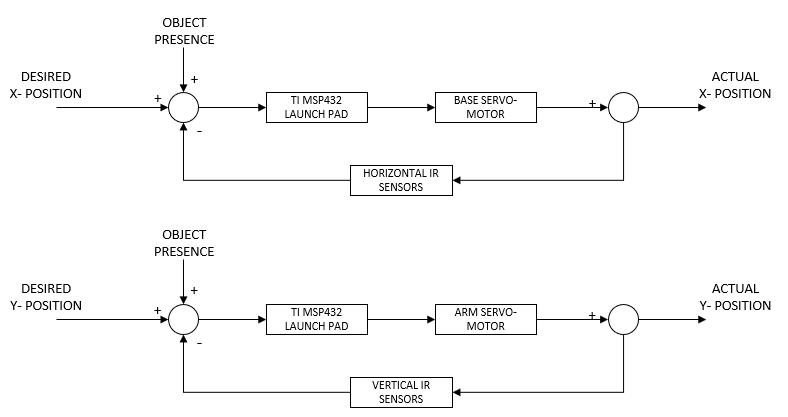 OBJECT
PRESENCE
DESIRED
X- POSITION
+
+
-
TI MSP432
LAUNCH PAD
BASE SERVO-
MOTOR
+
ACTUAL
X- POSITION
HORIZONTAL IR
SENSORS
OBJECT
PRESENCE
DESIRED
Y- POSITION
+
+
-
TI MSP432
LAUNCH PAD
ARM SERVO-
MOTOR
+
ACTUAL
Y- POSITION
VERTICAL IR
SENSORS